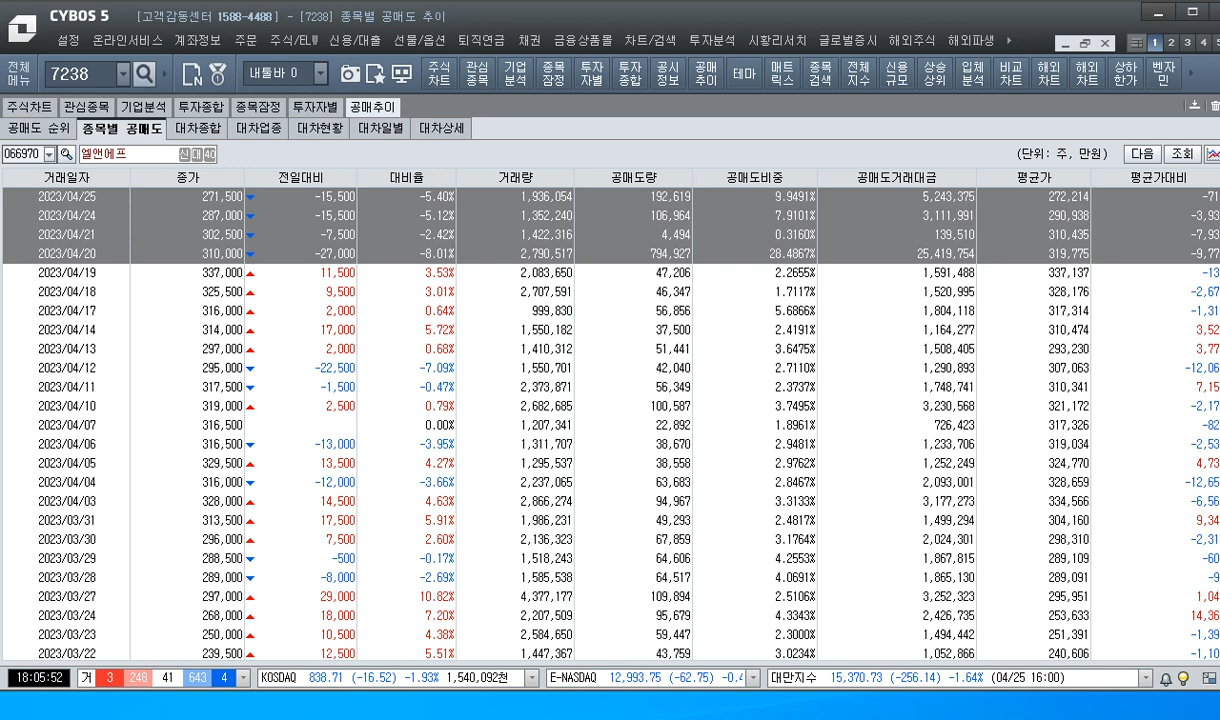 CYBOS 5 [고객감동센터 1588-4488] - [7238] 종목별 공매도 추이
설정 온라인서비스 계좌정보 주문 주식/ELW 신용/대출 선물/옵션 퇴직연금 채권 금융상품몰 차트/검색 투자분석 시황리서치 글로벌증시 해외주식 해외파생 1 2 3 4
전체메뉴 7238 내툴바 0 주식차트 관심종목 기업분석 종목잠정 투자자별 투자종합 공시정보 공매추이 테마 매트릭스 종목검색 전체지수 신용규모 상승상위 입체분석 비교차트 해외차트 해외차트 상하한가 벤자민
주식차트 관심종목 기업분석 투자종합 종목잠정 투자자별 공매추이
공매도 순위 종목별 공매도 대차종합 대차업종 대차현황 대차일별 대차상세
066970 엘앤에프 신 대 40 (단위: 주, 만원) 다음 조회
거래일자 종가 전일대비 대비율 거래량 공매도량 공매도비중 공매도거래대금 평균가 평균가대비
2023/04/25 271,500 -15,500 -5.40% 1,936,054 192,619 9.9491% 5,243,375 272,214 -71
2023/04/24 287,000 -15,500 -5.12% 1,352,240 106,964 7.9101% 3,111,991 290,938 -3,93
2023/04/21 302,500 -7,500 -2.42% 1,422,316 4,494 0.3160% 139,510 310,435 -7,93
2023/04/20 310,000 -27,000 -8.01% 2,790,517 794,927 28.4867% 25,419,754 319,775 -9,77
2023/04/19 337,000 11,500 3.53% 2,083,650 47,206 2.2655% 1,591,488 337,137 -13
2023/04/18 325,500 9,500 3.01% 2,707,591 46,347 1.7117% 1,520,995 328,176 -2,67
2023/04/17 316,000 2,000 0.64% 999,830 56,856 5.6866% 1,804,118 317,314 -1,31
2023/04/14 314,000 17,000 5.72% 1,550,182 37,500 2.4191% 1,164,277 310,474 3,52
2023/04/13 297,000 2,000 0.68% 1,410,312 51,441 3.6475% 1,508,405 293,230 3,77
2023/04/12 295,000 -22,500 -7.09% 1,550,701 42,040 2.7110% 1,290,893 307,063 -12,06
2023/04/11 317,500 -1,500 -0.47% 2,373,871 56,349 2.3737% 1,748,741 310,341 7,15
2023/04/10 319,000 2,500 0.79% 2,682,685 100,587 3.7495% 3,230,568 321,172 -2,17
2023/04/07 316,500 0.00% 1,207,341 22,892 1.8961% 726,423 317,326 -82
2023/04/06 316,500 -13,000 -3.95% 1,311,707 38,670 2.9481% 1,233,706 319,034 -2,53
2023/04/05 329,500 13,500 4.27% 1,295,537 38,558 2.9762% 1,252,249 324,770 4,73
2023/04/04 316,000 -12,000 -3.66% 2,237,065 63,683 2.8467% 2,093,001 328,659 -12,65
2023/04/03 328,000 14,500 4.63% 2,866,274 94,967 3.3133% 3,177,273 334,566 -6,56
2023/03/31 313,500 17,500 5.91% 1,986,231 49,293 2.4817% 1,499,294 304,160 9,34
2023/03/30 296,000 7,500 2.60% 2,136,323 67,859 3.1764% 2,024,301 298,310 -2,31
2023/03/29 288,500 -500 -0.17% 1,518,243 64,606 4.2553% 1,867,815 289,109 -60
2023/03/28 289,000 -8,000 -2.69% 1,585,538 64,517 4.0691% 1,865,130 289,091 -9
2023/03/27 297,000 29,000 10.82% 4,377,177 109,894 2.5106% 3,252,323 295,951 1,04
2023/03/24 268,000 18,000 7.20% 2,207,509 95,679 4.3343% 2,426,735 253,633 14,36
2023/03/23 250,000 10,500 4.38% 2,584,650 59,447 2.3000% 1,494,442 251,391 -1,39
2023/03/22 239,500 12,500 5.51% 1,447,367 43,759 3.0234% 1,052,866 240,606 -1,10
18:05:52 거 3 248 41 643 4 KOSDAQ 838.71 (-16.52) -1.93% 1,540,092천 E-NASDAQ 12,993.75 (-62.75) -0.4 대만지수 15,370.73 (-256.14) -1.64% (04/25 16:00)